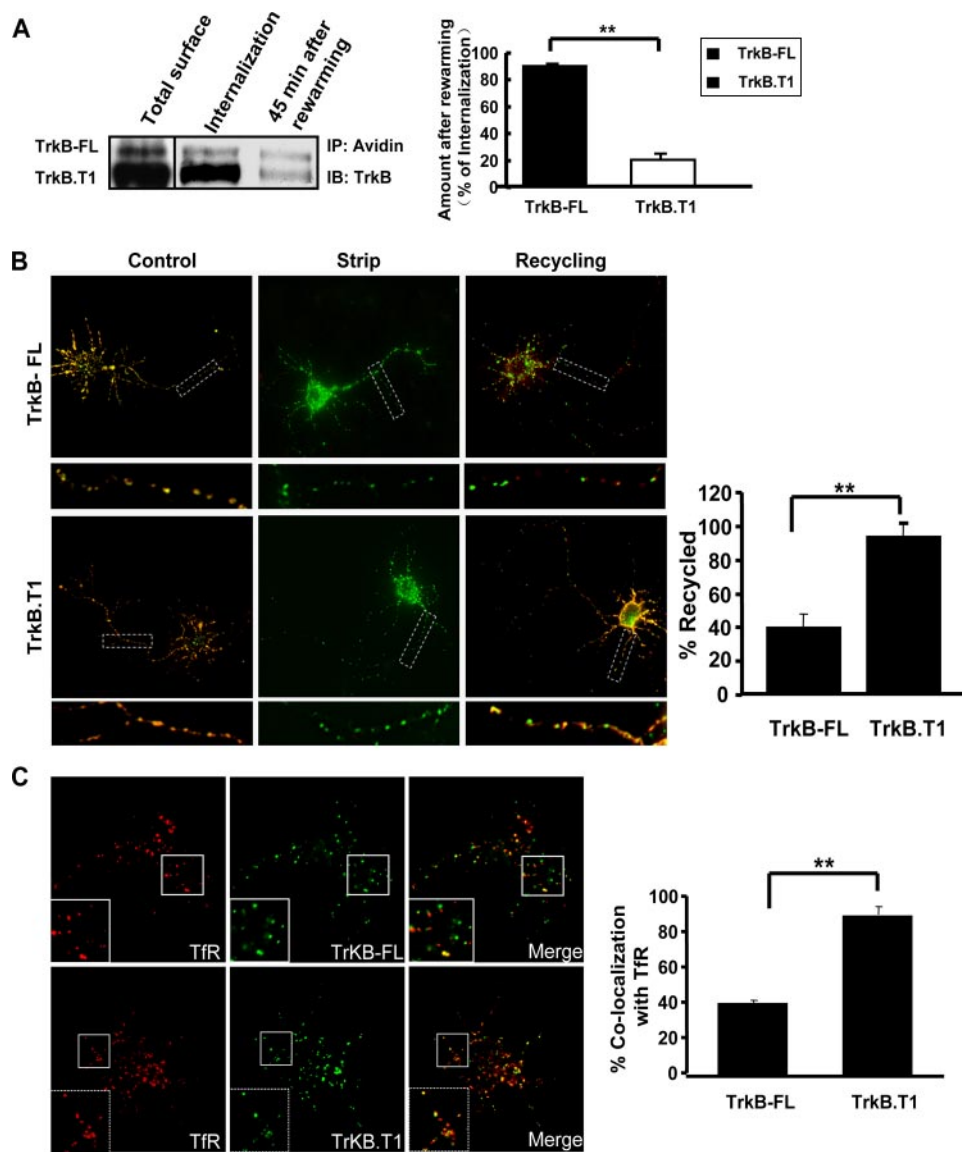 A
Total surface
Internalization
45 min after
rewarming
TrkB-FL
IP: Avidin
TrkB.T1
IB: TrkB
Amount after rewarming
(% of Internalization)
100
80
60
40
20
0
**
TrkB-FL
TrkB.T1
TrkB-FL
TrkB.T1
B
Control
Strip
Recycling
TrkB- FL
TrkB.T1
% Recycled
120
100
80
60
40
20
0
**
TrkB-FL
TrkB.T1
C
TfR
TrKB-FL
Merge
TfR
TrKB.T1
Merge
% Co-localization
with TfR
100
80
60
40
20
0
**
TrkB-FL
TrkB.T1